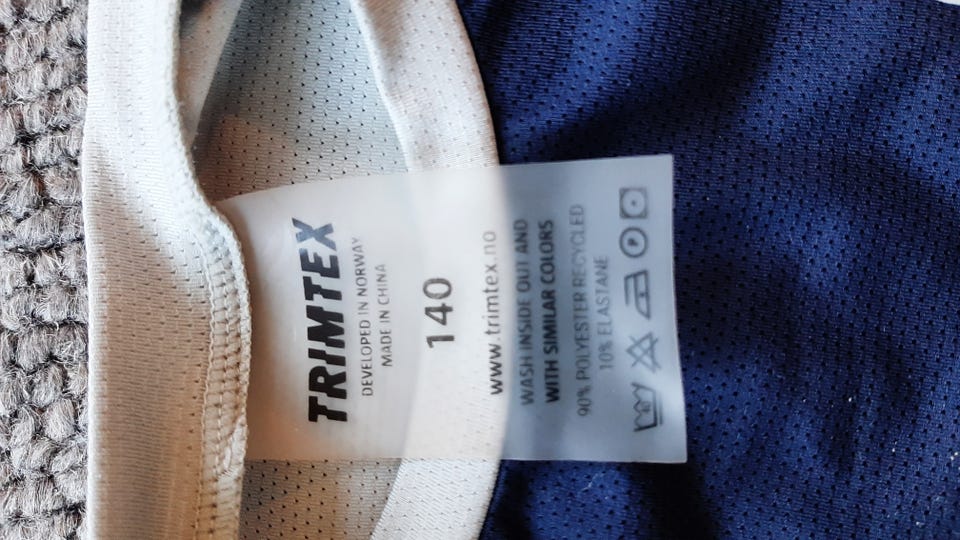 TRIMTEX
DEVELOPED IN NORWAY
MADE IN CHINA
140
www.trimtex.no
WASH INSIDE OUT AND
WITH SIMILAR COLORS
90% POLYESTER RECYCLED
10% ELASTANE